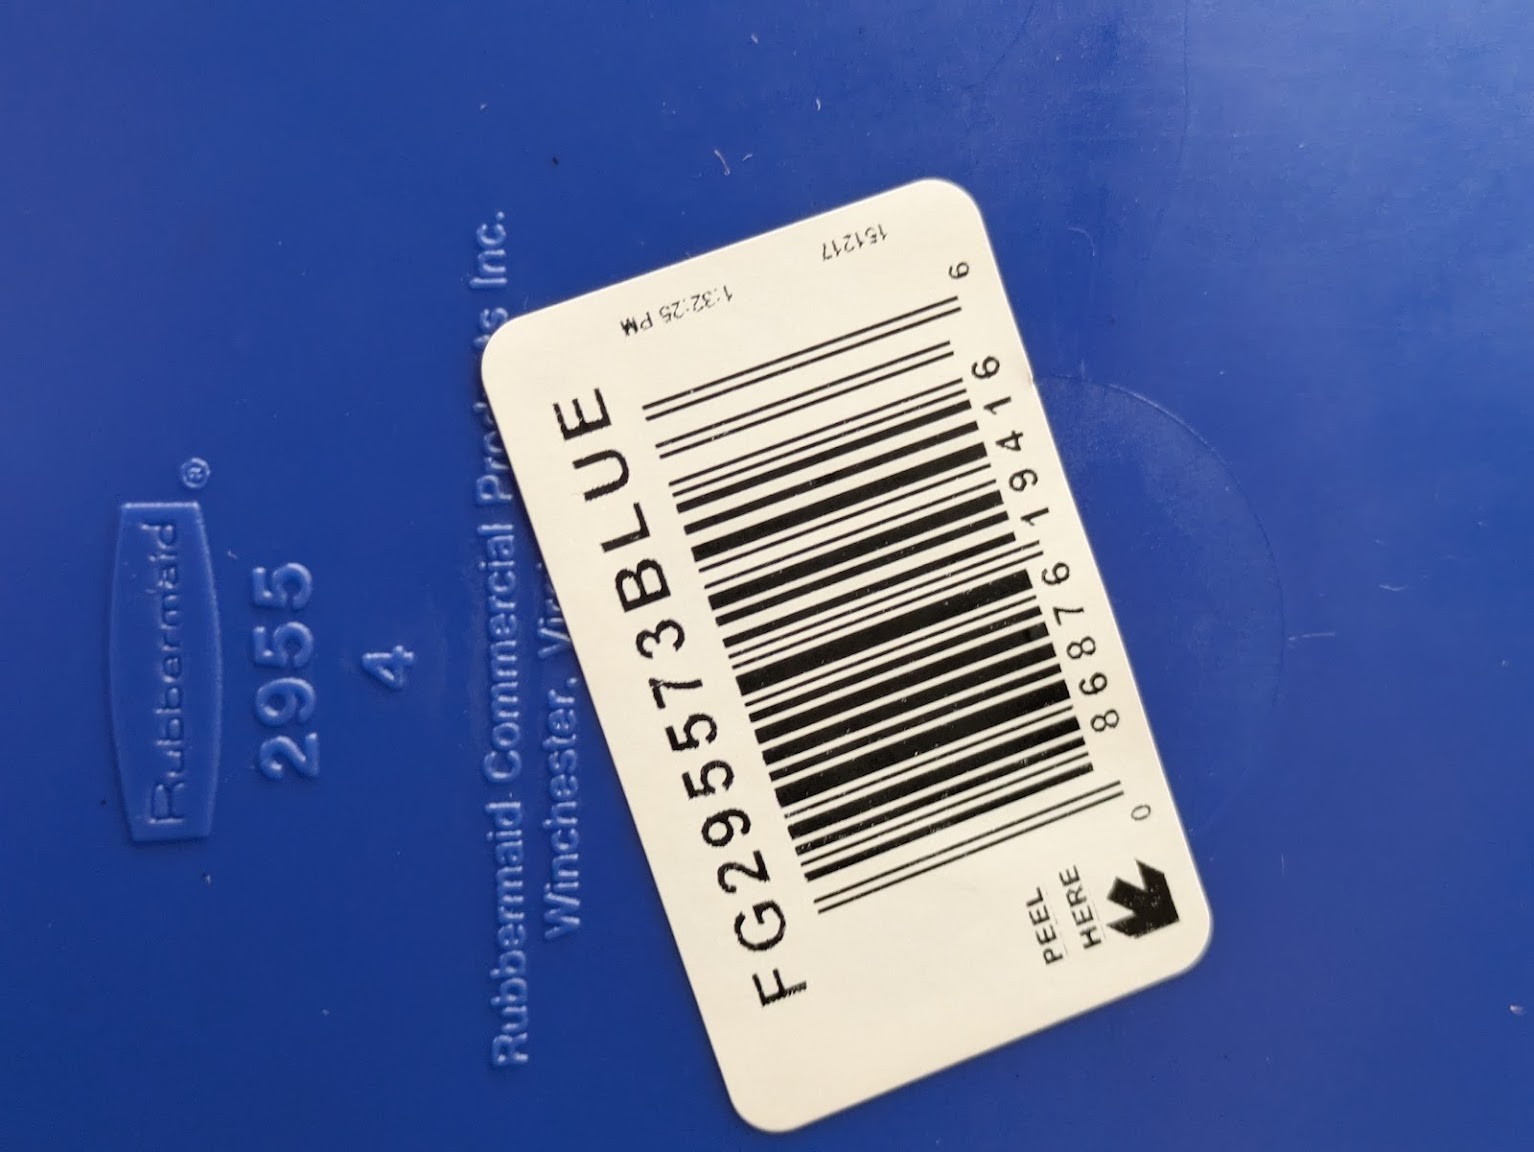 Rubbermaid®
2955
4
Rubbermaid Commercial Products Inc.
Winchester,
1:32:25 PM
151217
FG295573BLUE
0 86876 19416 6
PEEL
HERE